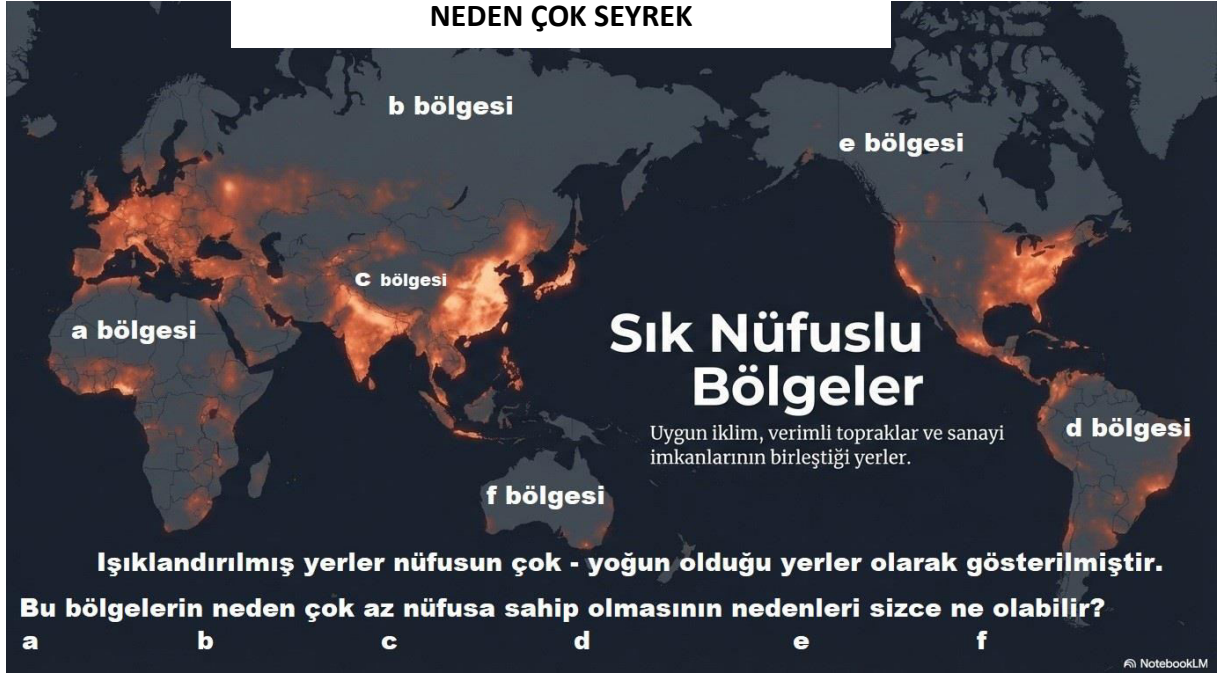 NEDEN ÇOK SEYREK
b bölgesi
e bölgesi
C bölgesi
a bölgesi
Sık Nüfuslu
Bölgeler
Uygun iklim, verimli topraklar ve sanayi
imkanlarının birleştiği yerler.
d bölgesi
f bölgesi
Işıklandırılmış yerler nüfusun çok - yoğun olduğu yerler olarak gösterilmiştir.
Bu bölgelerin neden çok az nüfusa sahip olmasının nedenleri sizce ne olabilir?
a b c d e f
NotebookLM